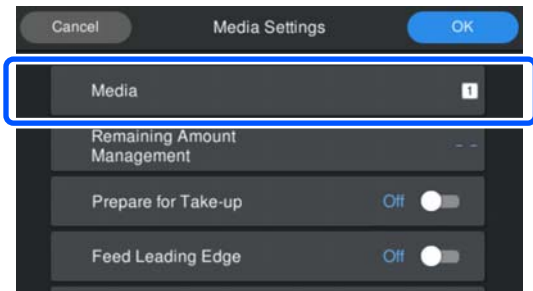 Cancel Media Settings OK
Media 1
Remaining Amount
Management - -
Prepare for Take-up Off
Feed Leading Edge Off